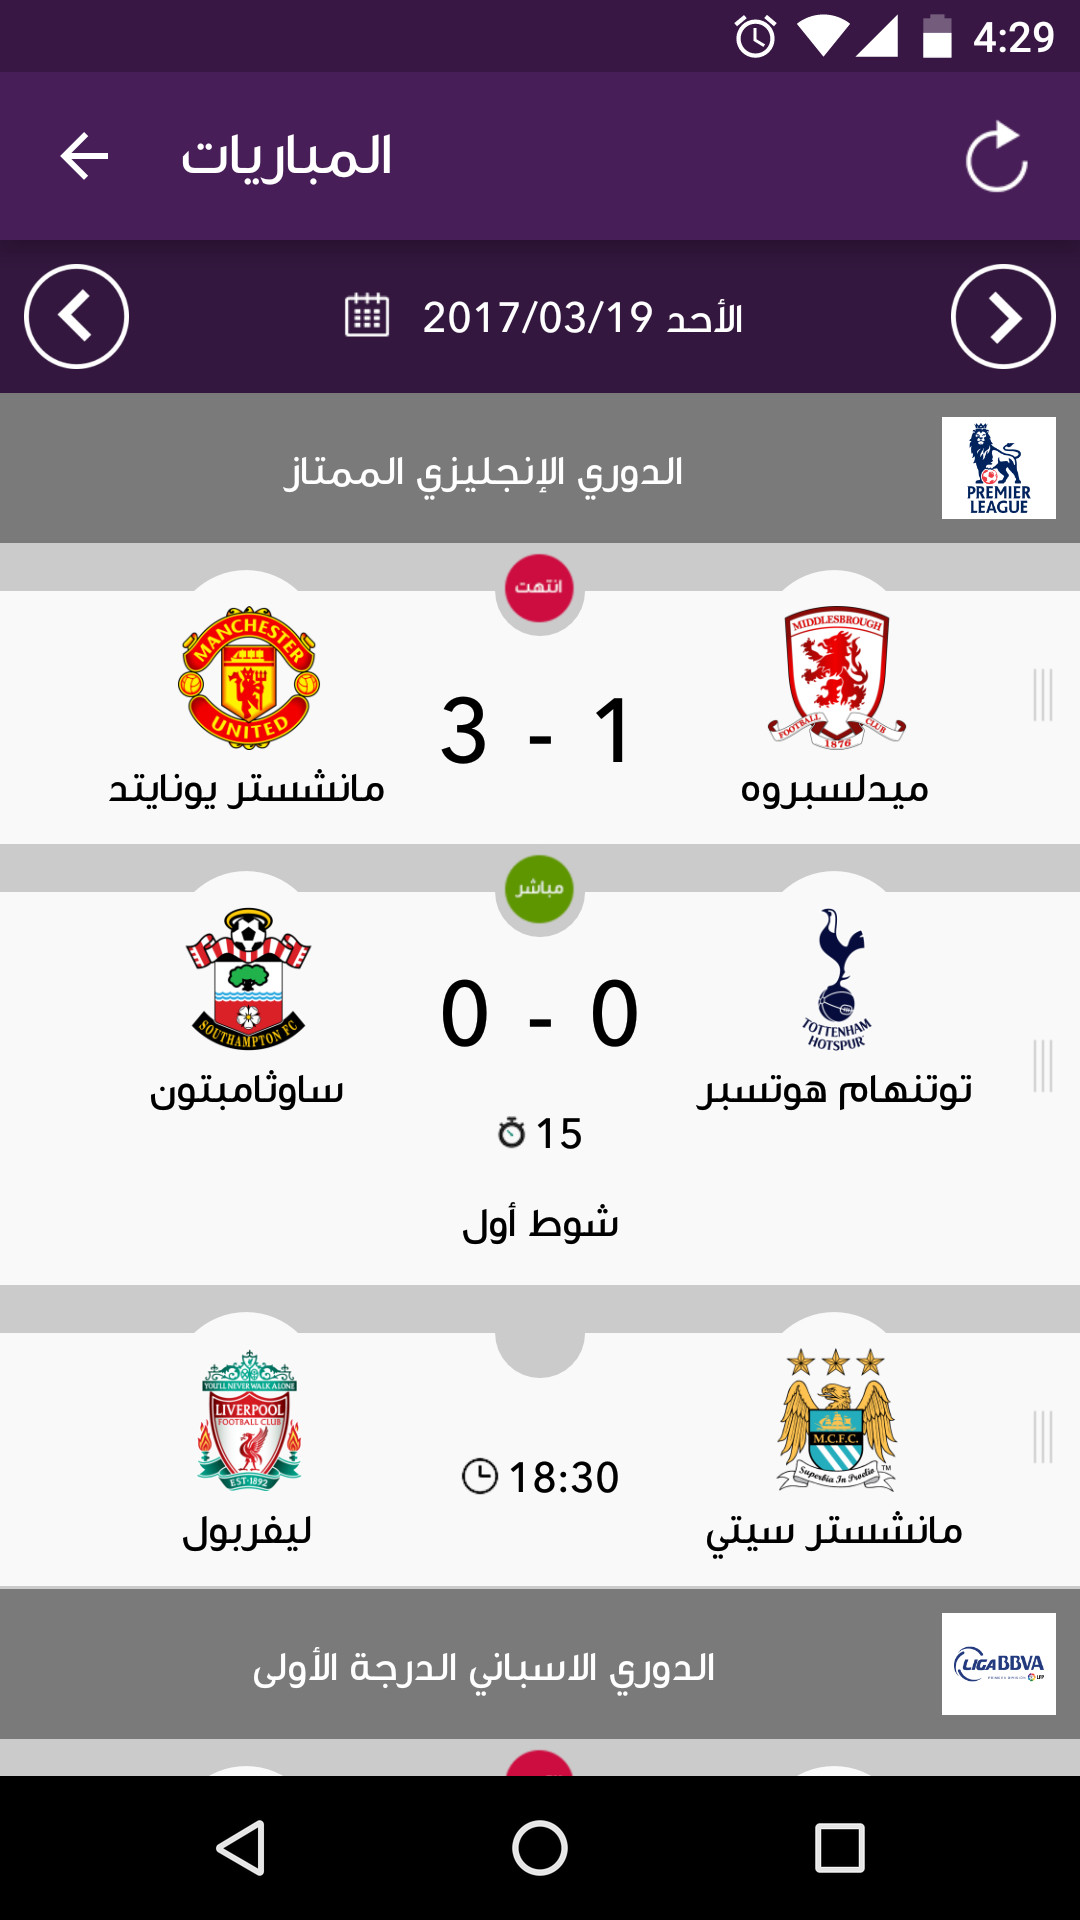 4:29
المباريات
الأحد 2017/03/19
الدوري الإنجليزي الممتاز
PREMIER
LEAGUE
انتهت
MIDDLESBROUGH
FOOTBALL CLUB
1876
MANCHESTER
UNITED
3 - 1
ميدلسبروه
مانشستر يونايتد
مباشر
TOTTENHAM
HOTSPUR
SOUTHAMPTON FC
0 - 0
توتنهام هوتسبر
ساوثامبتون
15
شوط أول
M.C.F.C.
Superbia In Proelio
TM
YOU'LL NEVER WALK ALONE
LIVERPOOL
FOOTBALL CLUB
EST·1892
18:30
مانشستر سيتي
ليفربول
الدوري الاسباني الدرجة الأولى
LIGA BBVA
LFP